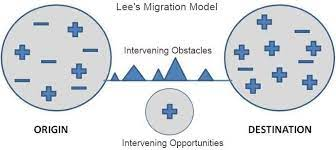 Lee's Migration Model
Intervening Obstacles
ORIGIN
DESTINATION
Intervening Opportunities